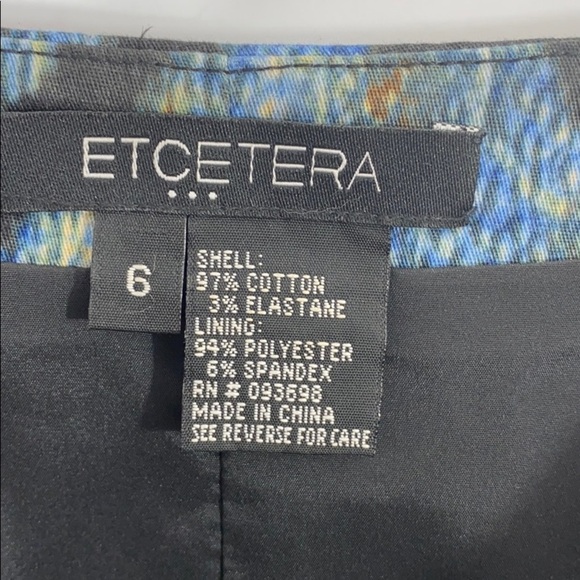 ETCETERA
6
SHELL:
97% COTTON
3% ELASTANE
LINING:
94% POLYESTER
6% SPANDEX
RN # 093698
MADE IN CHINA
SEE REVERSE FOR CARE